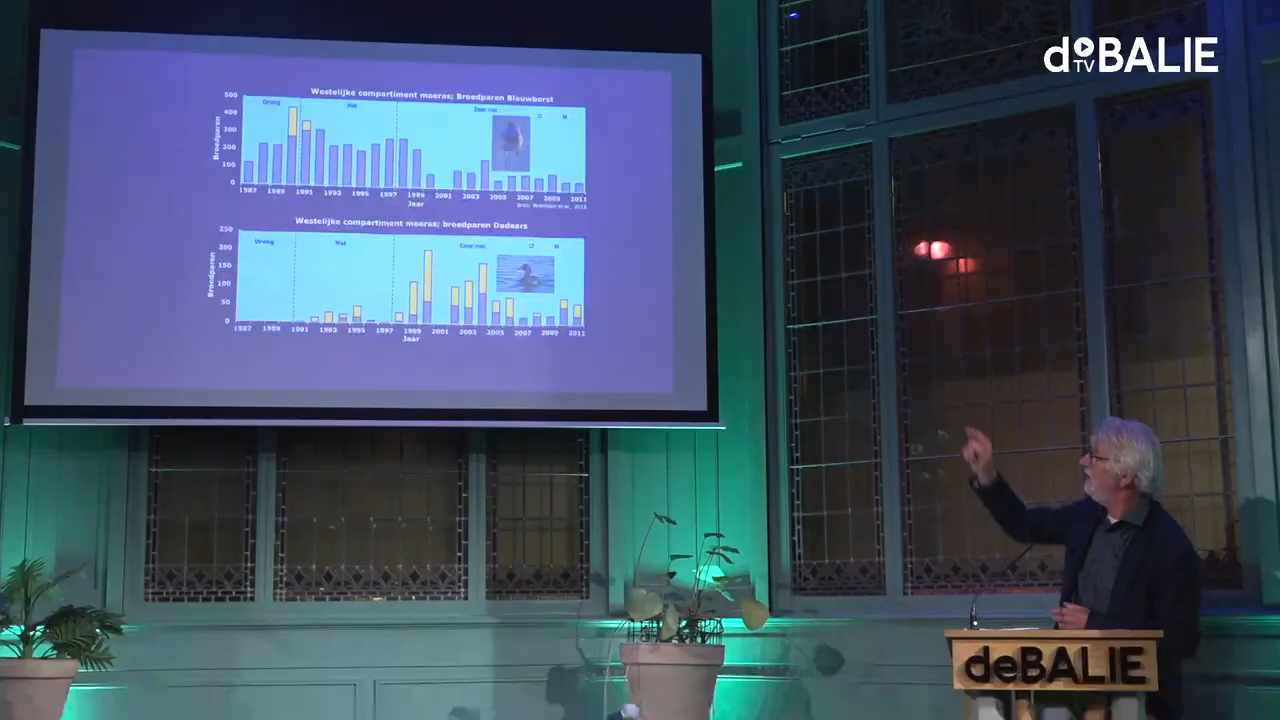 deBALIE
TV
Westelijke compartiment moeras; Broedparen Blauwborst
500
400
300
200
100
0
Broedparen
Droog
Nat
Zeer nat
1987 1989 1991 1993 1995 1997 1999 2001 2003 2005 2007 2009 2011
Jaar
Westelijke compartiment moeras; broedparen Dodaars
250
200
150
100
50
0
Broedparen
Droog
Nat
Zeer nat
1987 1989 1991 1993 1995 1997 1999 2001 2003 2005 2007 2009 2011
Jaar
deBALIE